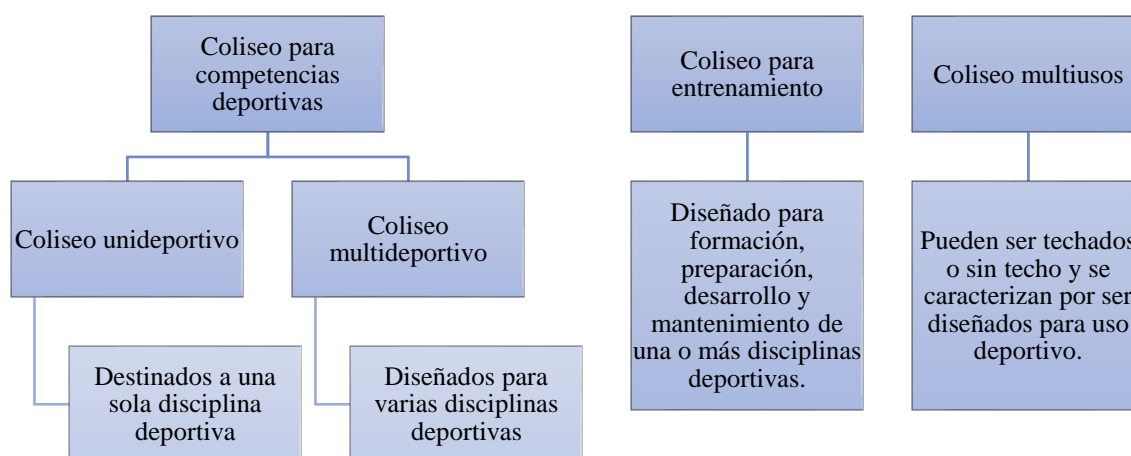 Coliseo para
competencias
deportivas
Coliseo unideportivo
Destinados a una
sola disciplina
deportiva
Coliseo
multideportivo
Diseñados para
varias disciplinas
deportivas
Coliseo para
entrenamiento
Diseñado para
formación,
preparación,
desarrollo y
mantenimiento de
una o más disciplinas
deportivas.
Coliseo multiusos
Pueden ser techados
o sin techo y se
caracterizan por ser
diseñados para uso
deportivo.